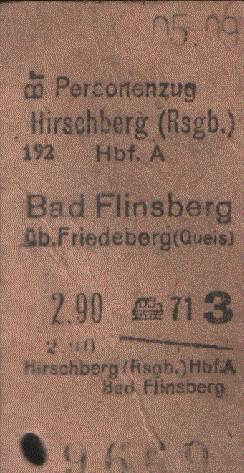 05.09
Br Personenzug
Hirschberg (Rsgb.)
192 Hbf. A
Bad Flinsberg
üb. Friedeberg (Queis)
2.90 71 3
2.90
Hirschberg (Rsgb.) Hbf. A
Bad Flinsberg